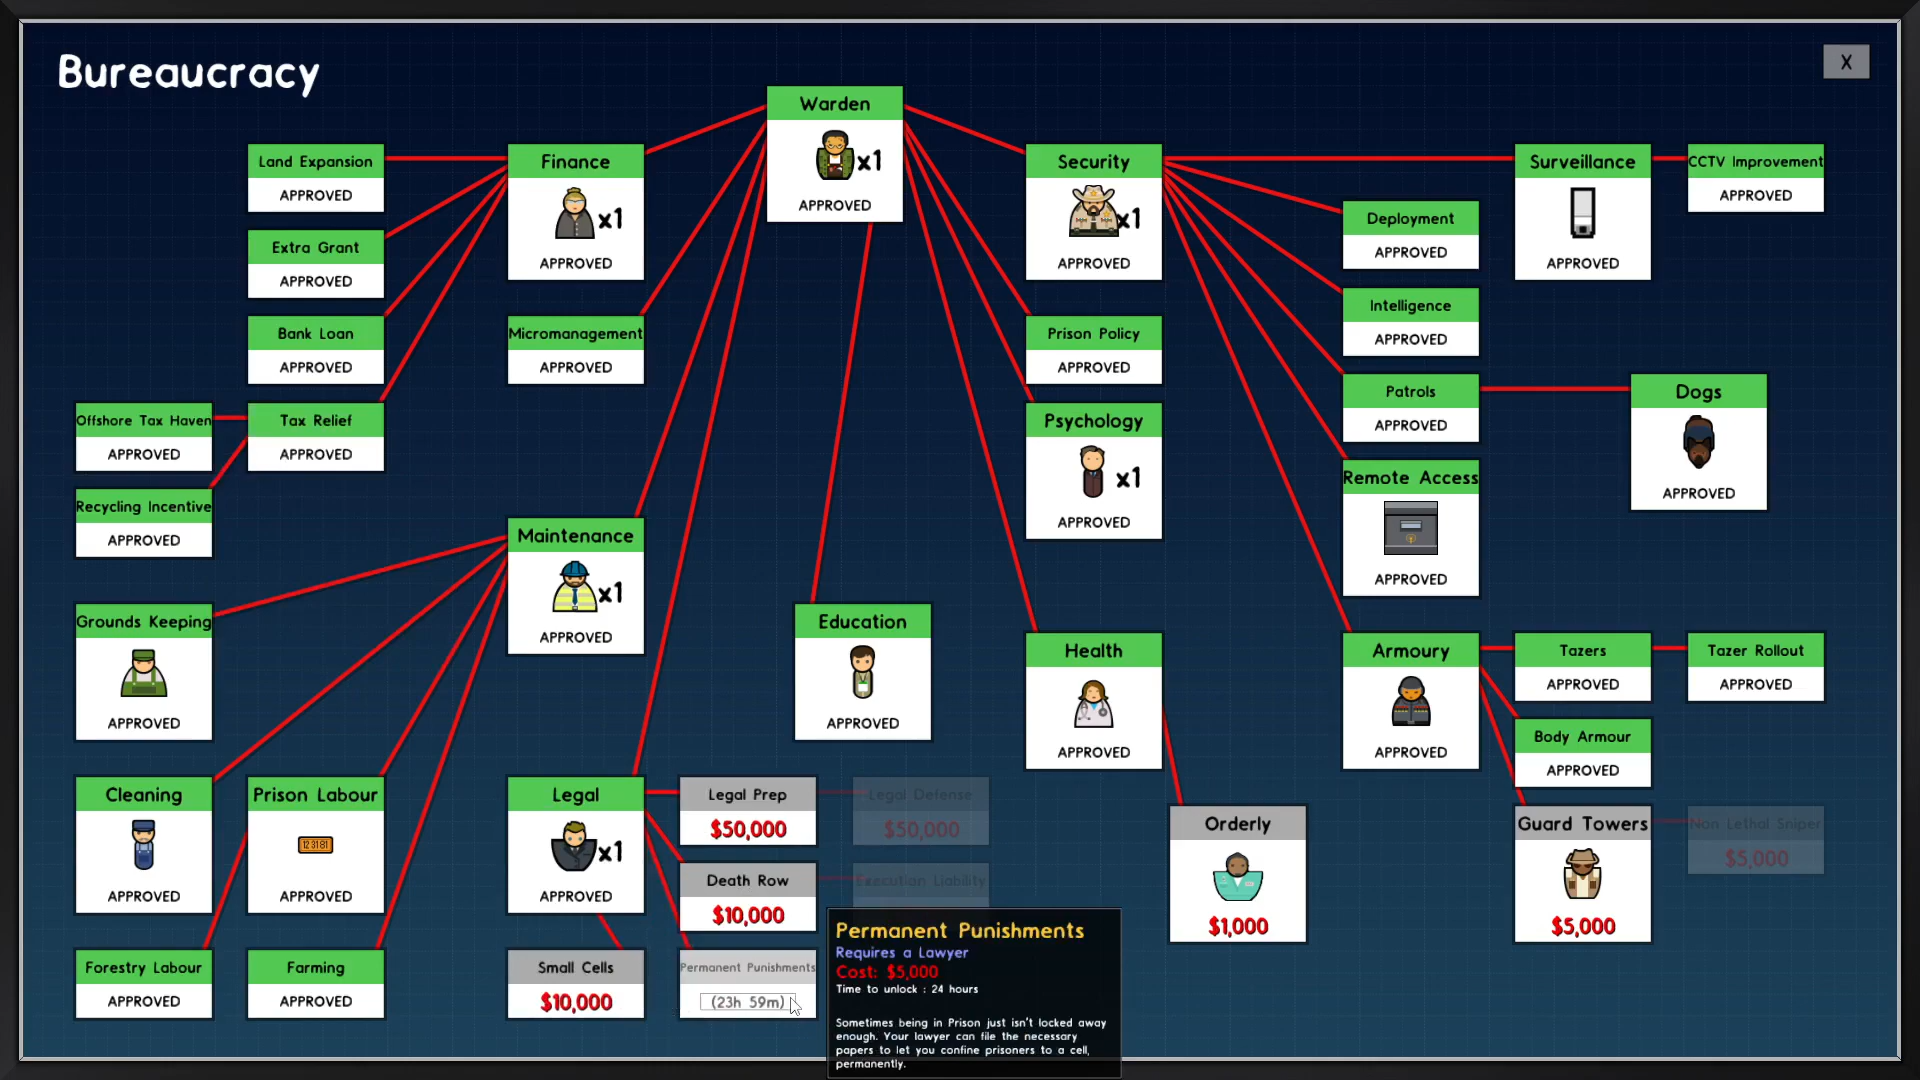 Bureaucracy
X
Warden
x1
APPROVED
Land Expansion
APPROVED
Finance
x1
APPROVED
Security
x1
APPROVED
Surveillance
APPROVED
CCTV Improvement
APPROVED
Extra Grant
APPROVED
Deployment
APPROVED
Bank Loan
APPROVED
Micromanagement
APPROVED
Prison Policy
APPROVED
Intelligence
APPROVED
Offshore Tax Haven
APPROVED
Tax Relief
APPROVED
Psychology
x1
APPROVED
Patrols
APPROVED
Dogs
APPROVED
Recycling Incentive
APPROVED
Remote Access
APPROVED
Maintenance
x1
APPROVED
Grounds Keeping
APPROVED
Education
APPROVED
Health
APPROVED
Armoury
APPROVED
Tazers
APPROVED
Tazer Rollout
APPROVED
Body Armour
APPROVED
Cleaning
APPROVED
Prison Labour
123181
APPROVED
Legal
x1
APPROVED
Legal Prep
$50,000
Legal Defense
$50,000
Orderly
$1,000
Guard Towers
$5,000
Non Lethal Sniper
$5,000
Death Row
$10,000
Execution Liability
Forestry Labour
APPROVED
Farming
APPROVED
Small Cells
$10,000
Permanent Punishments
(23h 59m)
Permanent Punishments
Requires a Lawyer
Cost: $5,000
Time to unlock : 24 hours
Sometimes being in Prison just isn't locked away
enough. Your lawyer can file the necessary
papers to let you confine prisoners to a cell,
permanently.